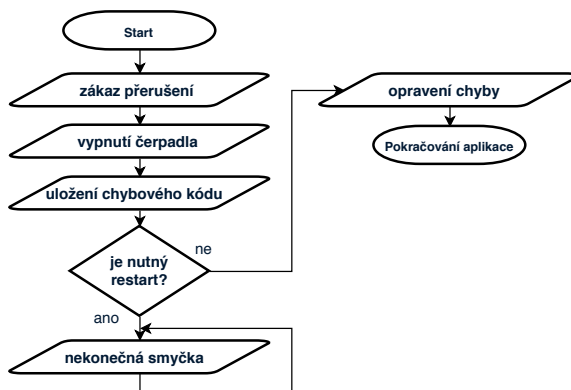 Start
zákaz přerušení
vypnutí čerpadla
uložení chybového kódu
je nutný
restart?
ne
ano
nekonečná smyčka
opravení chyby
Pokračování aplikace